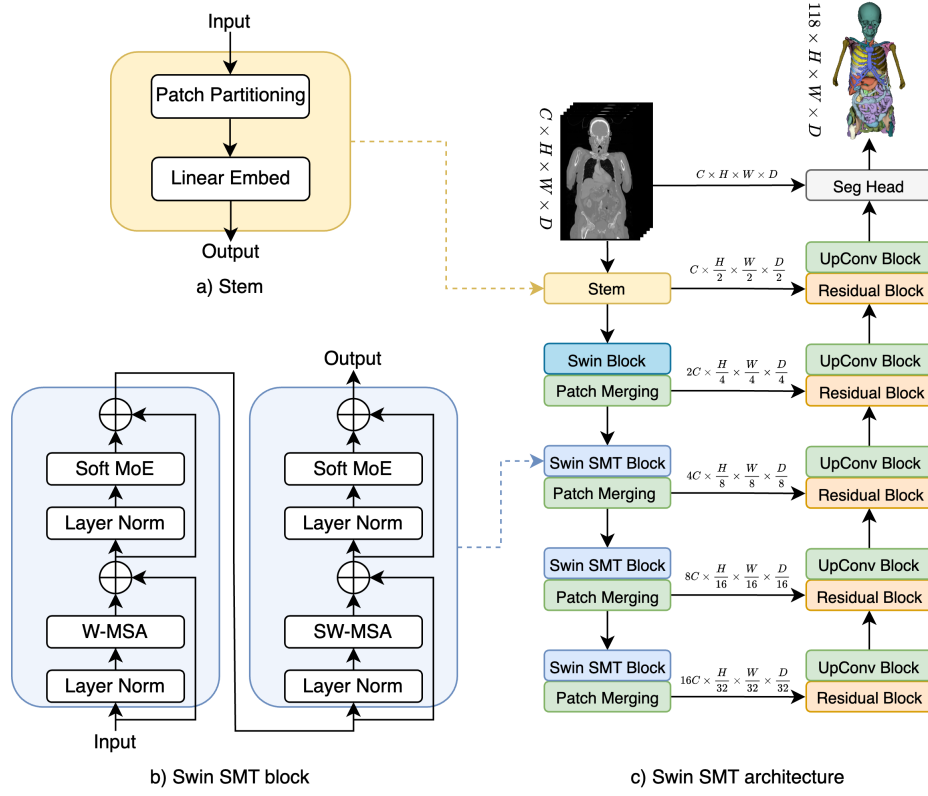 Input
Patch Partitioning
Linear Embed
Output
a) Stem
Output
Soft MoE
Layer Norm
W-MSA
Layer Norm
Input
Soft MoE
Layer Norm
SW-MSA
Layer Norm
b) Swin SMT block
118 × H × W × D
C × H × W × D
C × H × W × D
Seg Head
Stem
C × H/2 × W/2 × D/2
UpConv Block
Residual Block
Swin Block
Patch Merging
2C × H/4 × W/4 × D/4
UpConv Block
Residual Block
Swin SMT Block
Patch Merging
4C × H/8 × W/8 × D/8
UpConv Block
Residual Block
Swin SMT Block
Patch Merging
8C × H/16 × W/16 × D/16
UpConv Block
Residual Block
Swin SMT Block
Patch Merging
16C × H/32 × W/32 × D/32
UpConv Block
Residual Block
c) Swin SMT architecture